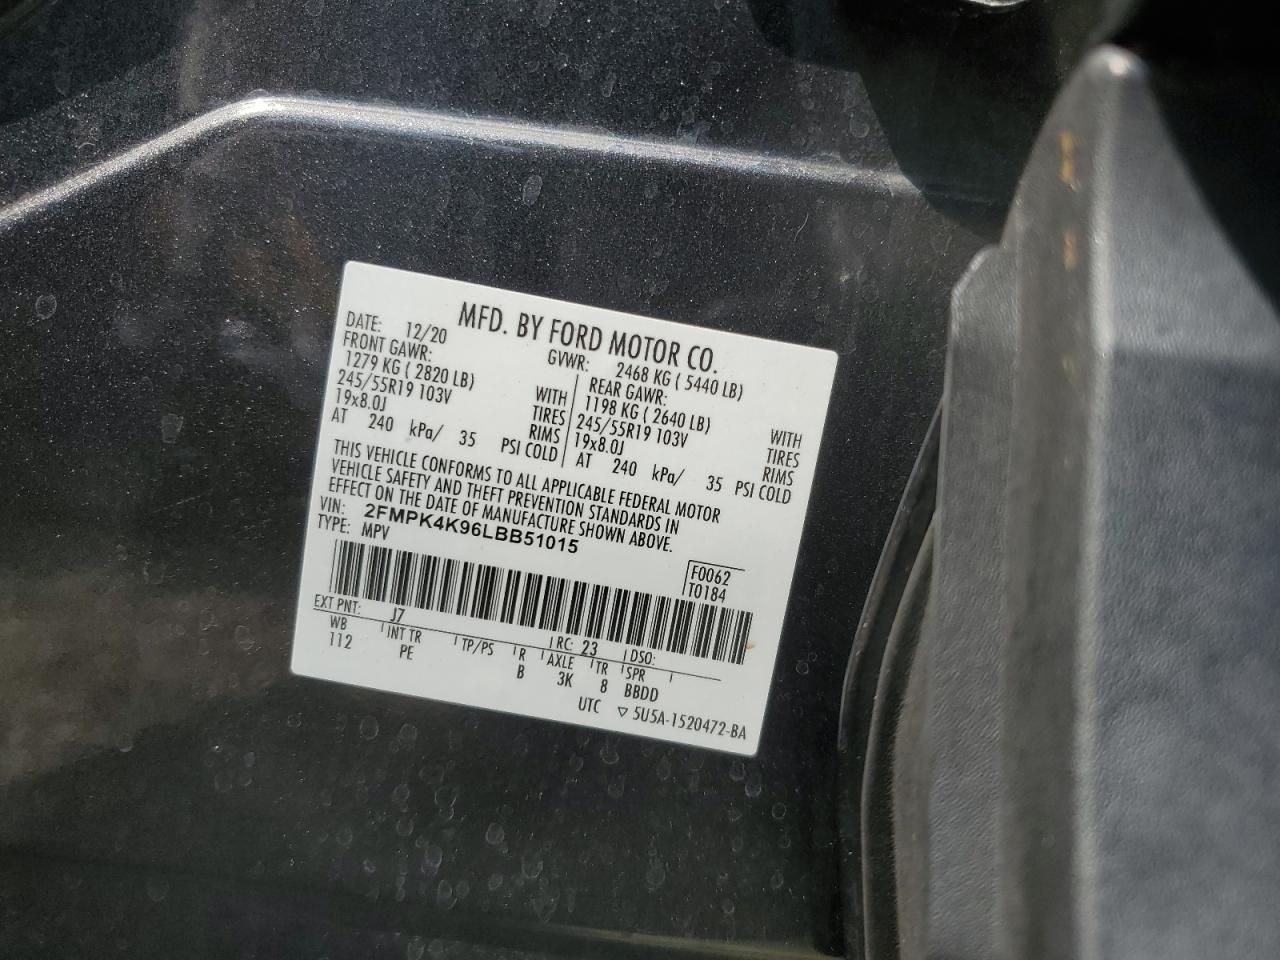 MFD. BY FORD MOTOR CO.
DATE: 12/20 GVWR: 2468 KG ( 5440 LB)
FRONT GAWR: REAR GAWR:
1279 KG ( 2820 LB) WITH 1198 KG ( 2640 LB) WITH
245/55R19 103V TIRES 245/55R19 103V TIRES
19x8.0J RIMS 19x8.0J RIMS
AT 240 kPa/ 35 PSI COLD AT 240 kPa/ 35 PSI COLD
THIS VEHICLE CONFORMS TO ALL APPLICABLE FEDERAL MOTOR
VEHICLE SAFETY AND THEFT PREVENTION STANDARDS IN
EFFECT ON THE DATE OF MANUFACTURE SHOWN ABOVE.
VIN: 2FMPK4K96LBB51015
TYPE: MPV
F0062
T0184
EXT PNT: J7 RC: 23 DSO:
WB INT TR TP/PS R AXLE TR SPR
112 PE B 3K 8 BBDD
UTC ▽ 5U5A-1520472-BA